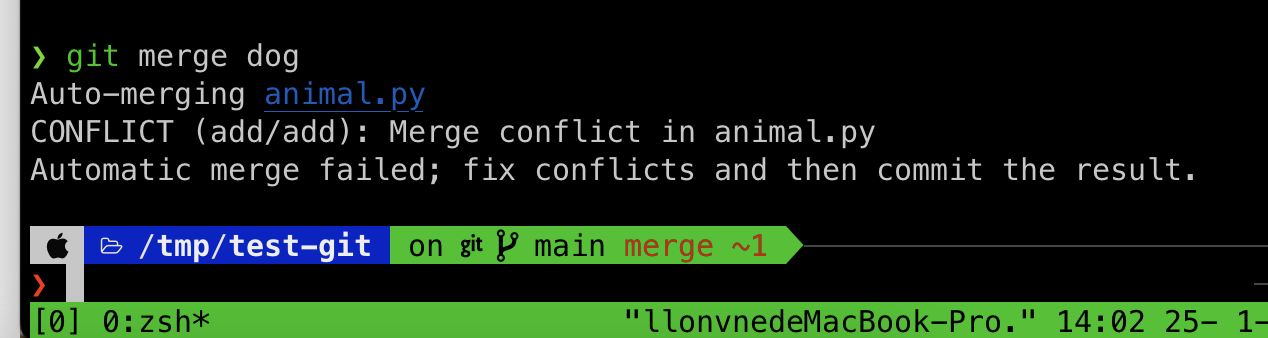 ❯ git merge dog
Auto-merging animal.py
CONFLICT (add/add): Merge conflict in animal.py
Automatic merge failed; fix conflicts and then commit the result.
/tmp/test-git on git main merge ~1
❯
[0] 0:zsh* "llonvnedeMacBook-Pro." 14:02 25- 1-